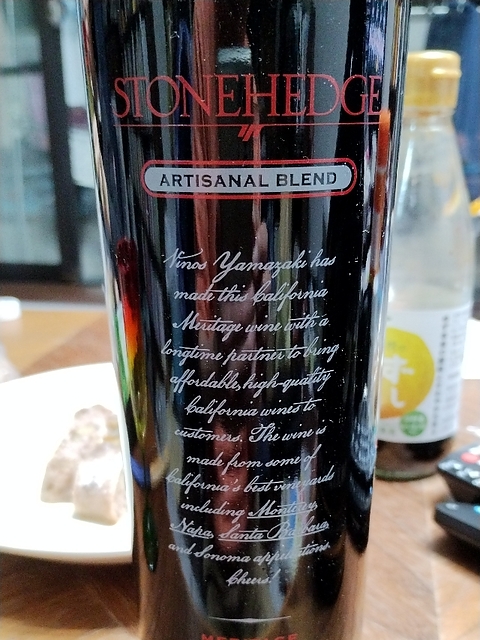 STONEHEDGE
ARTISANAL BLEND
Vinos Yamazaki has
made this California
Meritage wine with a
longtime partner to bring
affordable, high-quality
California wines to
customers. The wine is
made from some of
California's best vineyards
including Monterey,
Napa, Santa Barbara,
and Sonoma appellations.
Cheers!
MERITAGE